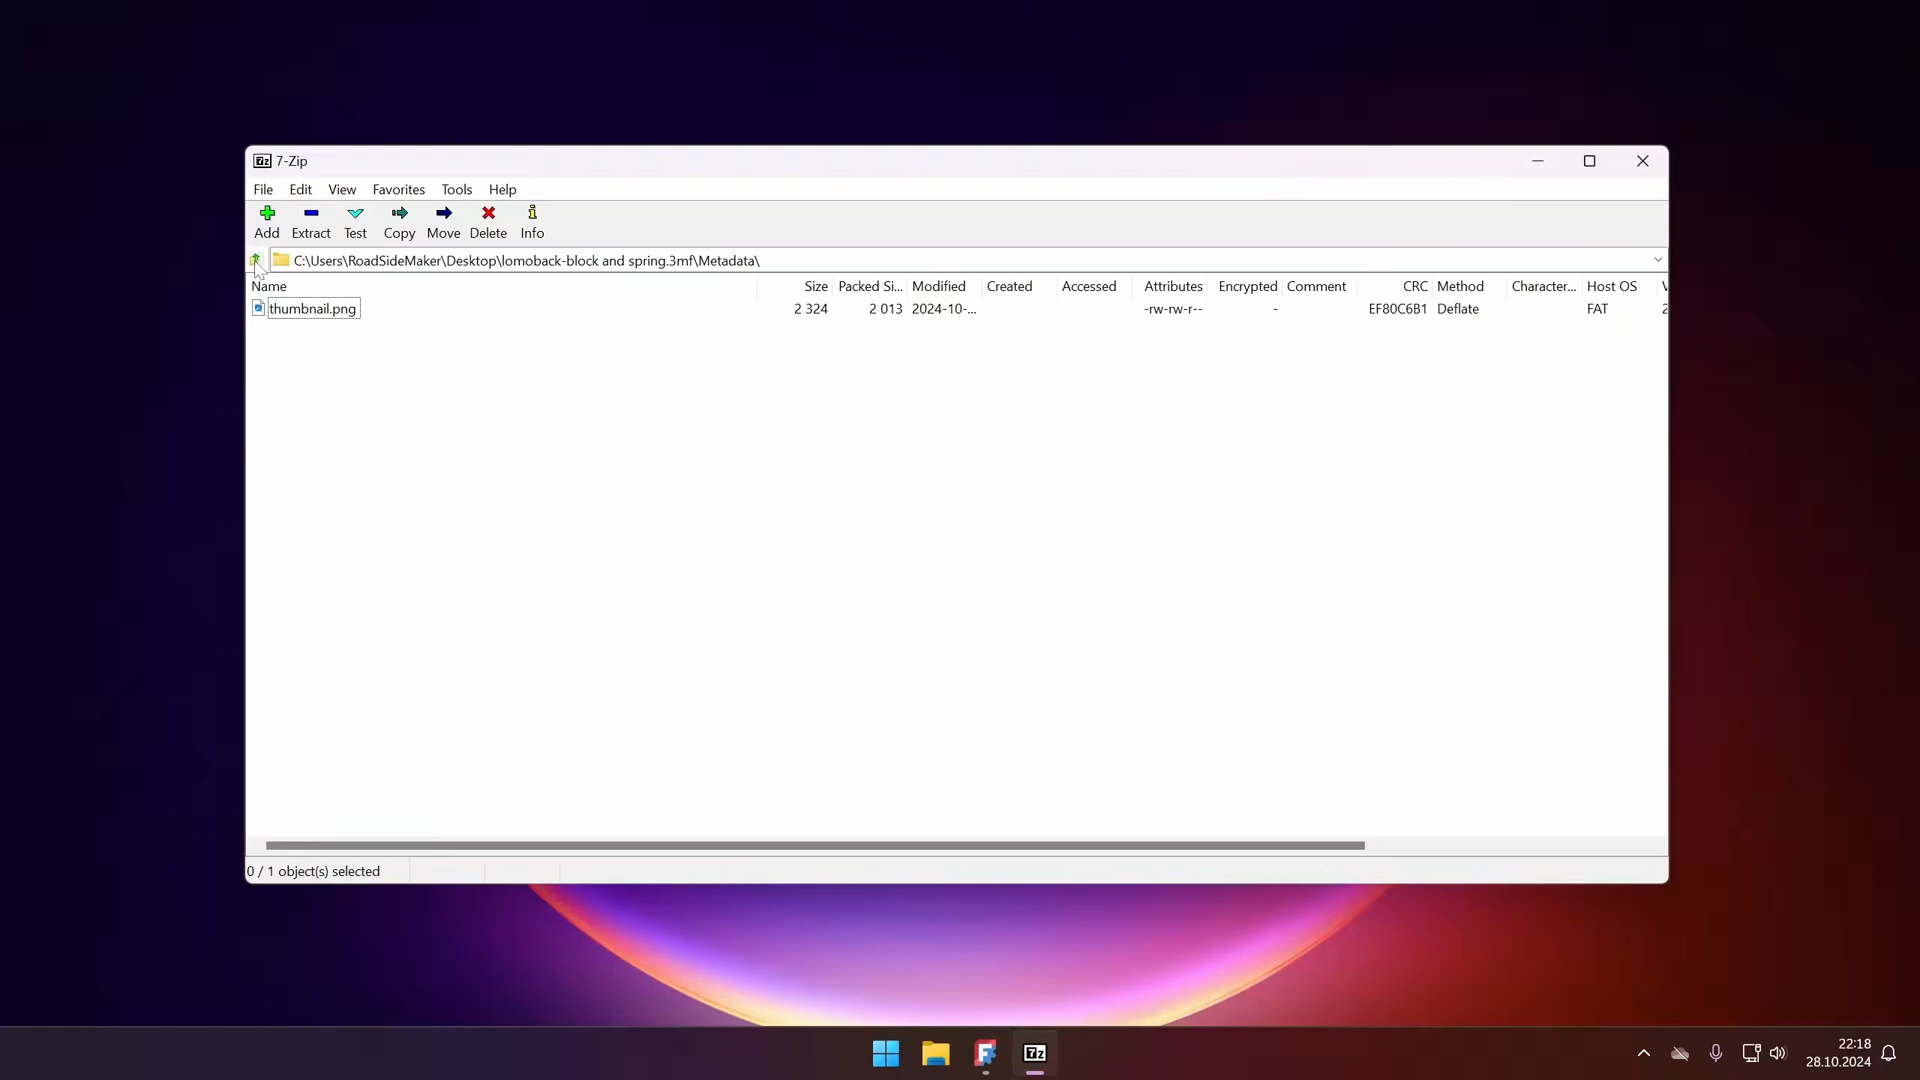 7z 7-Zip
File Edit View Favorites Tools Help
Add Extract Test Copy Move Delete Info
C:\Users\RoadSideMaker\Desktop\lomoback-block and spring.3mf\Metadata\
Name Size Packed Si... Modified Created Accessed Attributes Encrypted Comment CRC Method Character... Host OS
thumbnail.png 2 324 2 013 2024-10-... -rw-rw-r-- - EF80C6B1 Deflate FAT
0 / 1 object(s) selected
7z
22:18
28.10.2024